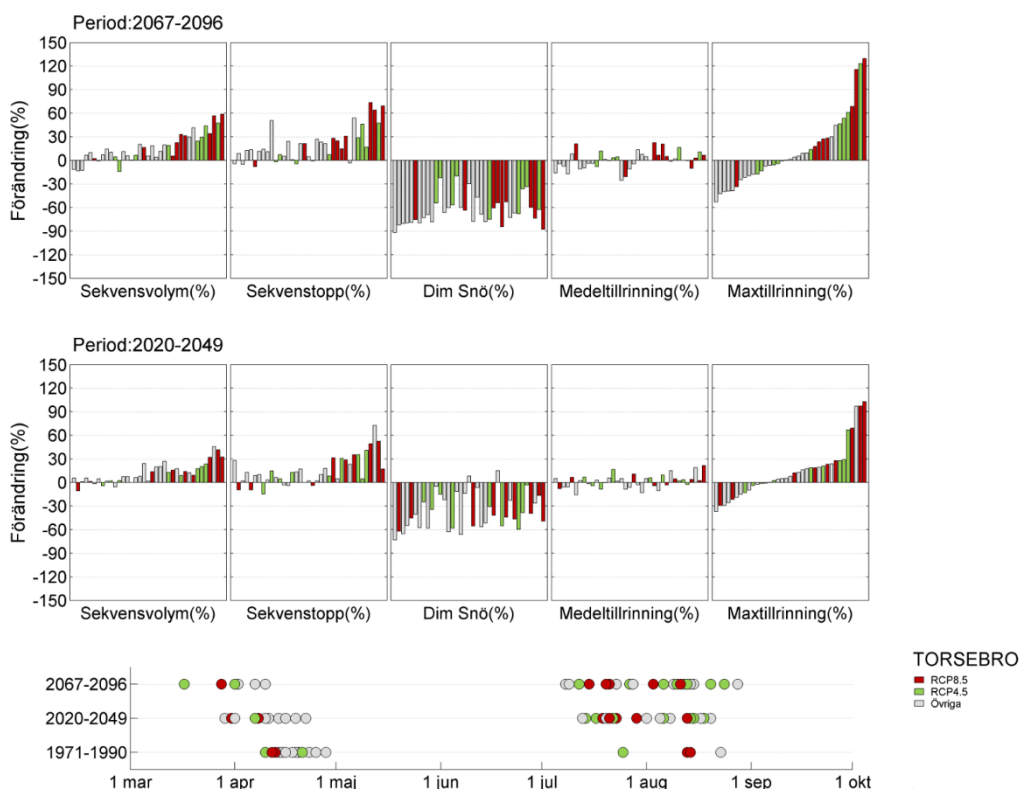 Period:2067-2096
150
120
90
60
30
0
-30
-60
-90
-120
-150
Förändring(%)
Sekvensvolym(%)
Sekvenstopp(%)
Dim Snö(%)
Medeltillrinning(%)
Maxtillrinning(%)
Period:2020-2049
150
120
90
60
30
0
-30
-60
-90
-120
-150
Förändring(%)
Sekvensvolym(%)
Sekvenstopp(%)
Dim Snö(%)
Medeltillrinning(%)
Maxtillrinning(%)
2067-2096
2020-2049
1971-1990
1 mar
1 apr
1 maj
1 jun
1 jul
1 aug
1 sep
1 okt
TORSEBRO
RCP8.5
RCP4.5
Övriga